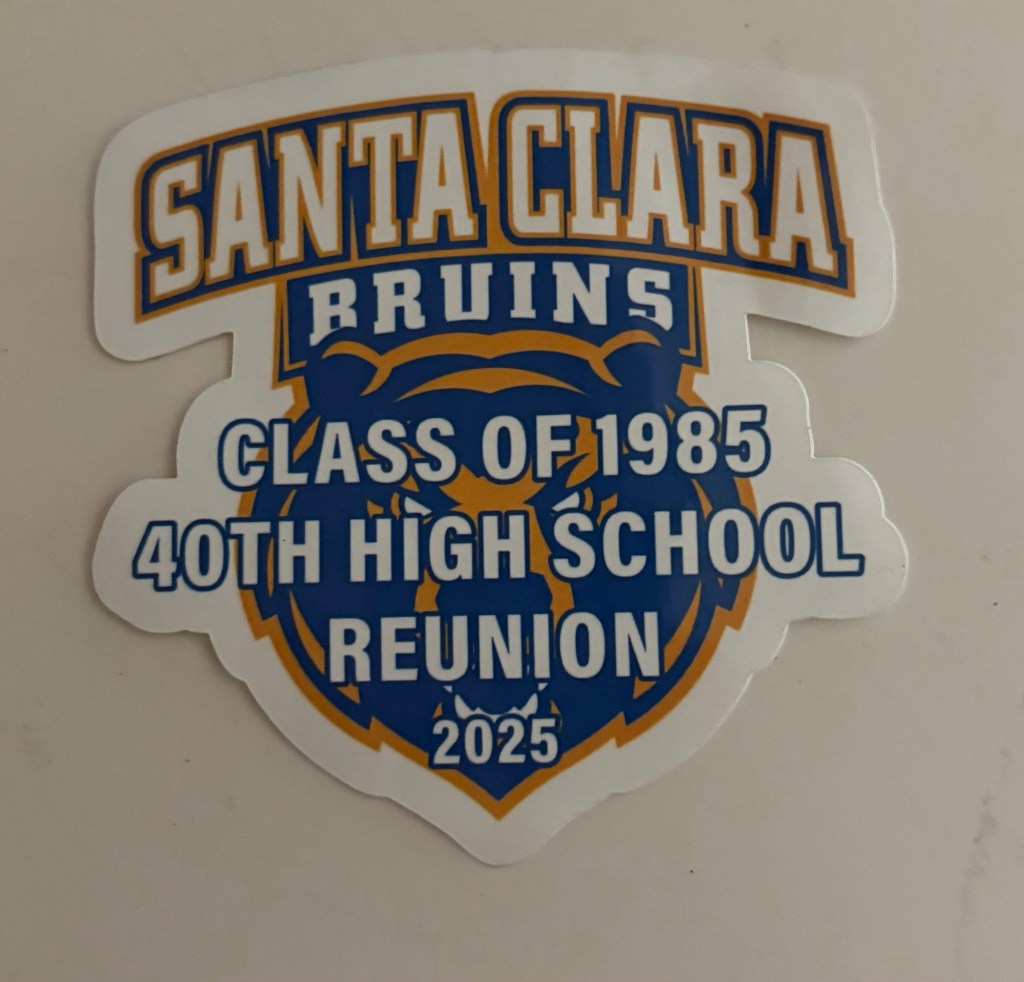 SANTA CLARA
BRUINS
CLASS OF 1985
40TH HIGH SCHOOL
REUNION
2025